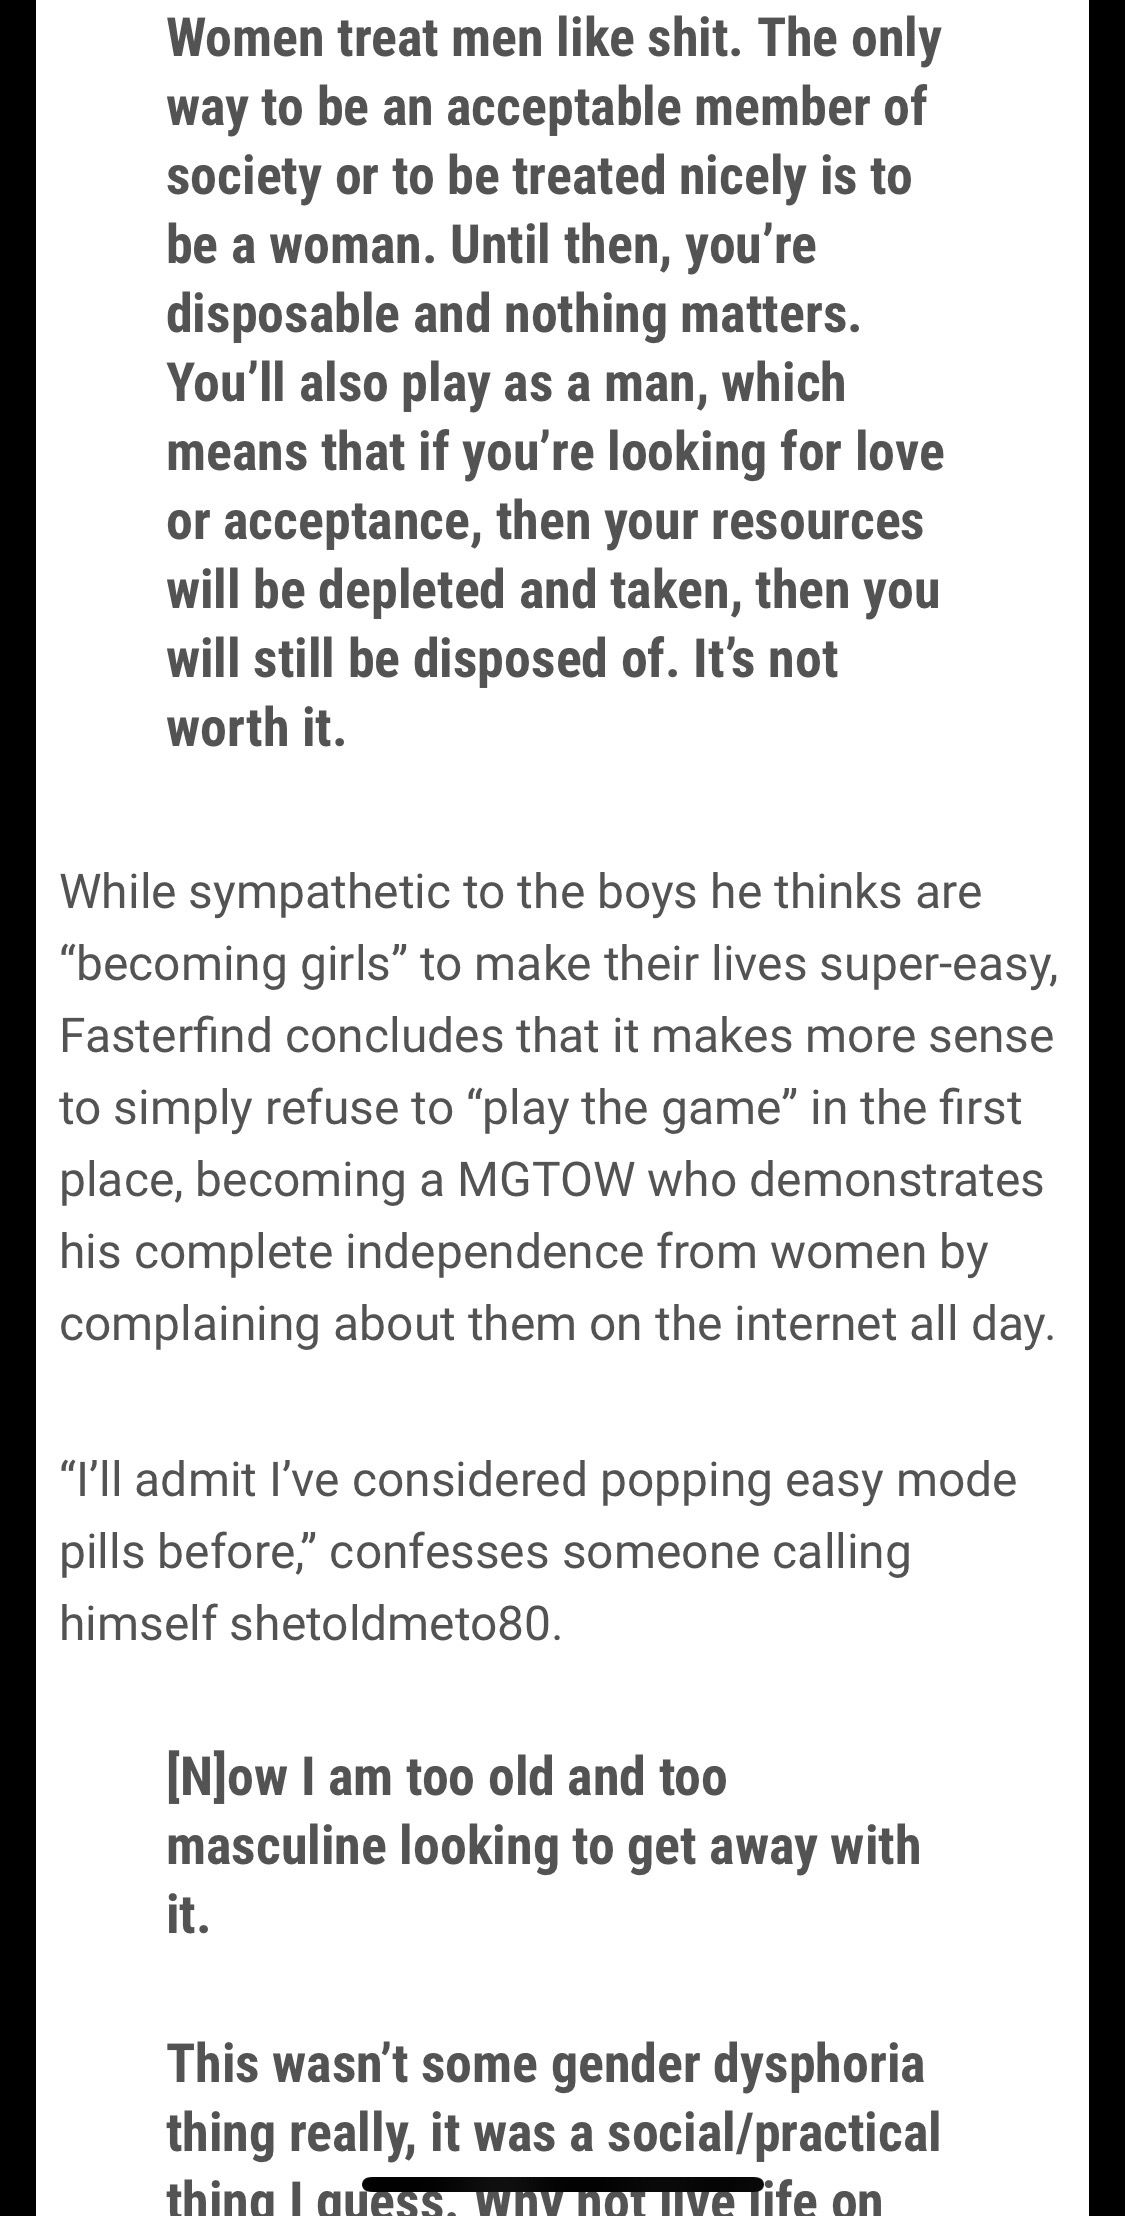 Women treat men like shit. The only
way to be an acceptable member of
society or to be treated nicely is to
be a woman. Until then, you’re
disposable and nothing matters.
You’ll also play as a man, which
means that if you’re looking for love
or acceptance, then your resources
will be depleted and taken, then you
will still be disposed of. It’s not
worth it.
While sympathetic to the boys he thinks are
“becoming girls” to make their lives super-easy,
Fasterfind concludes that it makes more sense
to simply refuse to “play the game” in the first
place, becoming a MGTOW who demonstrates
his complete independence from women by
complaining about them on the internet all day.
“I’ll admit I’ve considered popping easy mode
pills before,” confesses someone calling
himself shetoldmeto80.
[N]ow I am too old and too
masculine looking to get away with
it.
This wasn’t some gender dysphoria
thing really, it was a social/practical
thing I guess. Why not live life on